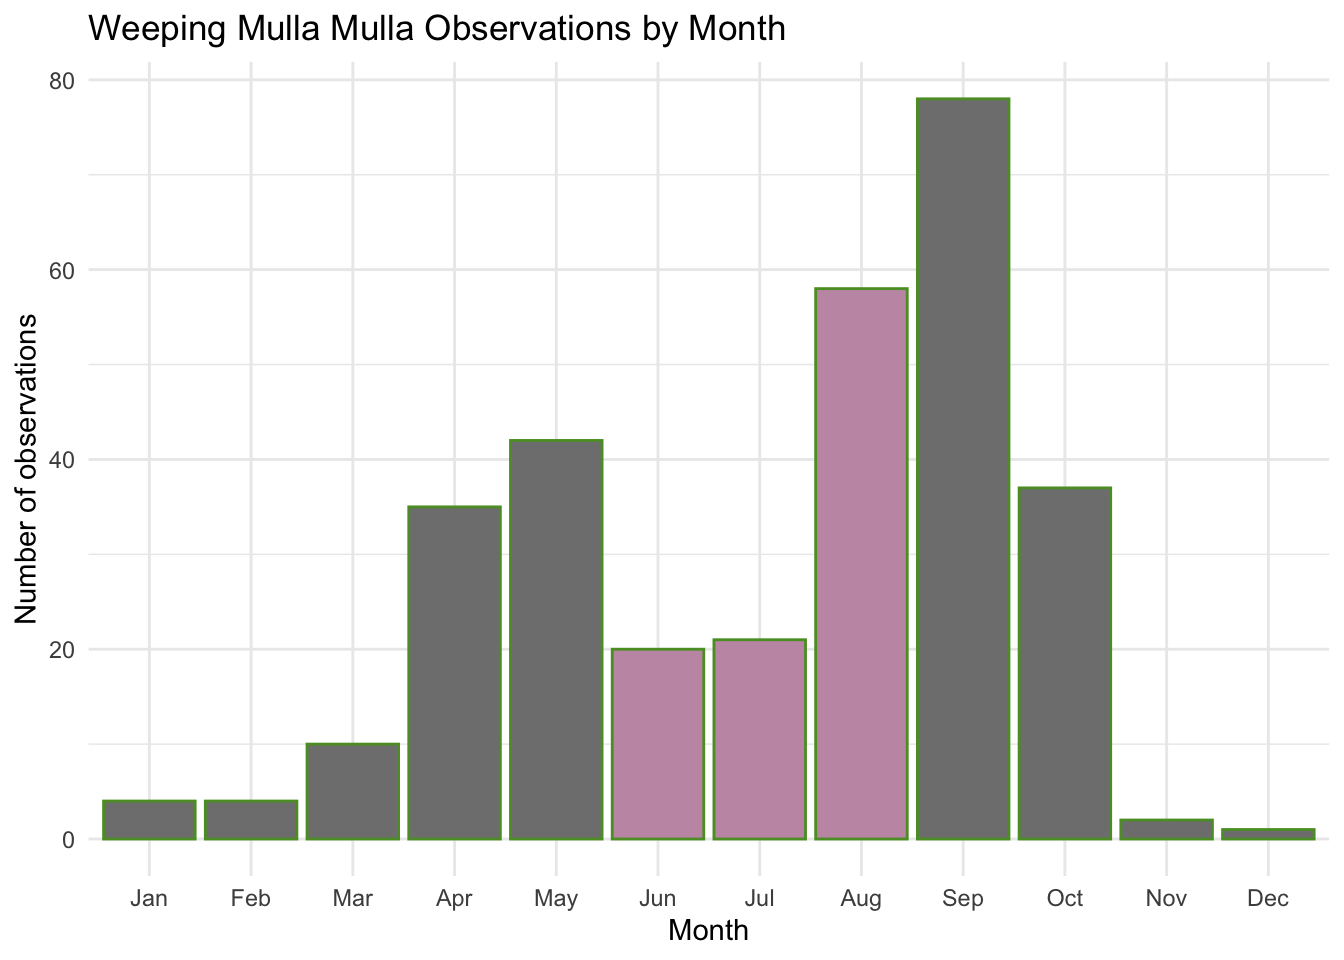 Weeping Mulla Mulla Observations by Month
80
60
40
20
0
Number of observations
Jan Feb Mar Apr May Jun Jul Aug Sep Oct Nov Dec
Month